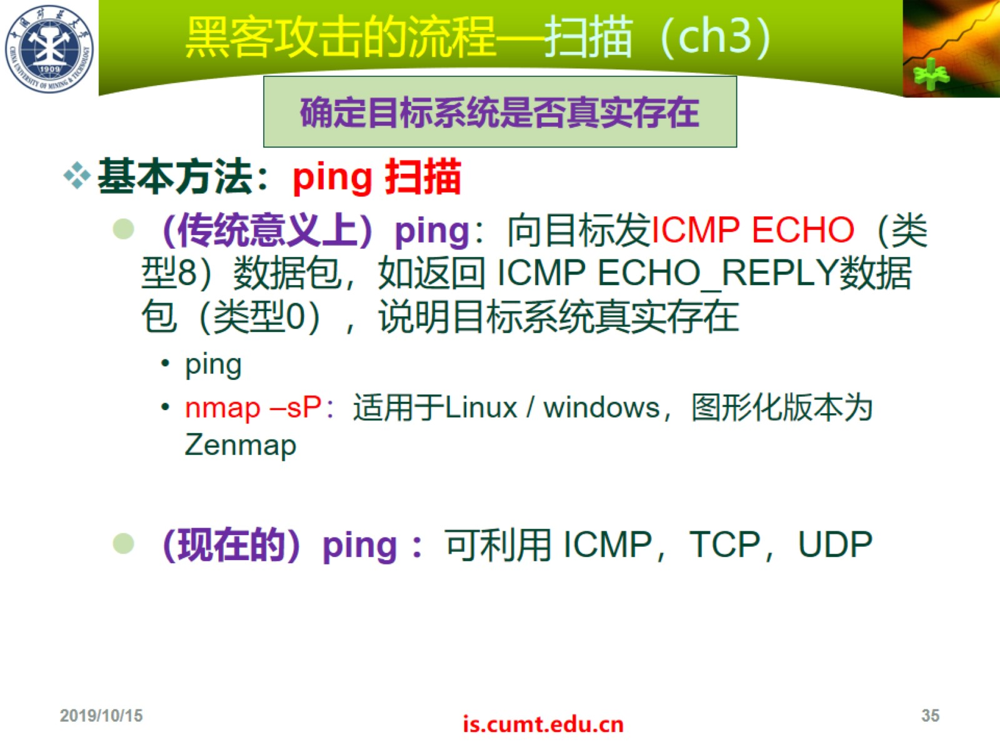 黑客攻击的流程—扫描（ch3）
确定目标系统是否真实存在
基本方法：ping 扫描
（传统意义上）ping：向目标发ICMP ECHO（类
型8）数据包，如返回 ICMP ECHO_REPLY数据
包（类型0），说明目标系统真实存在
• ping
• nmap –sP：适用于Linux / windows，图形化版本为
Zenmap
（现在的）ping ：可利用 ICMP，TCP，UDP
2019/10/15
is.cumt.edu.cn
35
中国矿业大学
CHINA UNIVERSITY OF MINING & TECHNOLOGY
1909